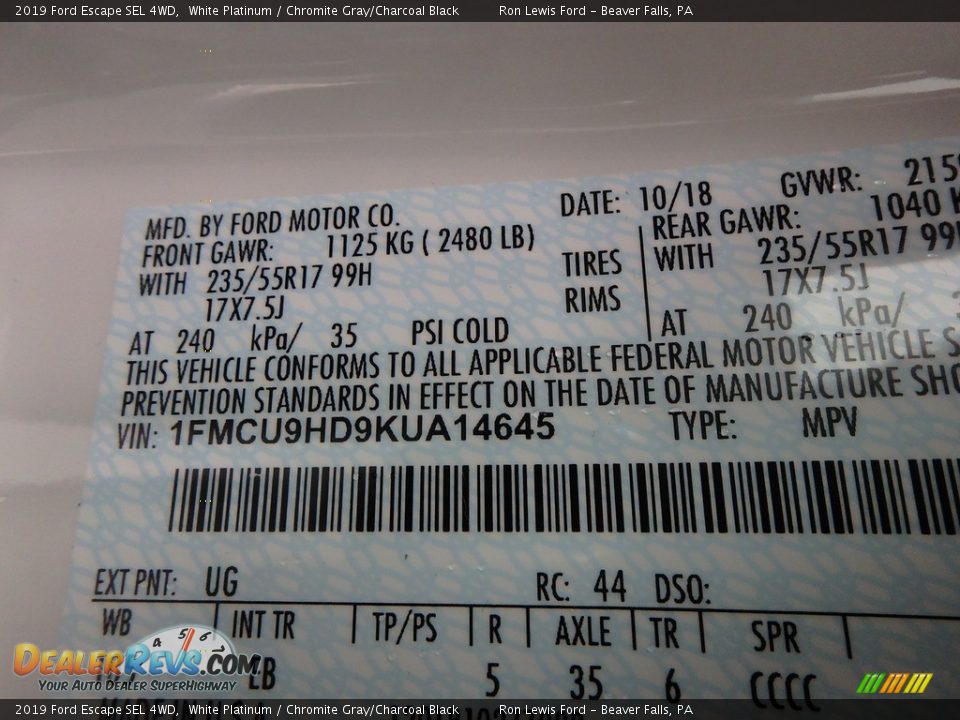 2019 Ford Escape SEL 4WD, White Platinum / Chromite Gray/Charcoal Black Ron Lewis Ford - Beaver Falls, PA
MFD. BY FORD MOTOR CO. DATE: 10/18 GVWR:
FRONT GAWR: 1125 KG ( 2480 LB) REAR GAWR: 1040
WITH 235/55R17 99H TIRES WITH 235/55R17
17X7.5J RIMS 17X7.5J
AT 240 kPa/ 35 PSI COLD AT 240 kPa/
THIS VEHICLE CONFORMS TO ALL APPLICABLE FEDERAL MOTOR VEHICLE
PREVENTION STANDARDS IN EFFECT ON THE DATE OF MANUFACTURE
VIN: 1FMCU9HD9KUA14645 TYPE: MPV
EXT PNT: UG RC: 44 DSO:
WB INT TR TP/PS R AXLE TR SPR
LB 5 35 6 CCCC
DEALERREVS.COM
YOUR AUTO DEALER SUPERHIGHWAY
2019 Ford Escape SEL 4WD, White Platinum / Chromite Gray/Charcoal Black Ron Lewis Ford - Beaver Falls, PA